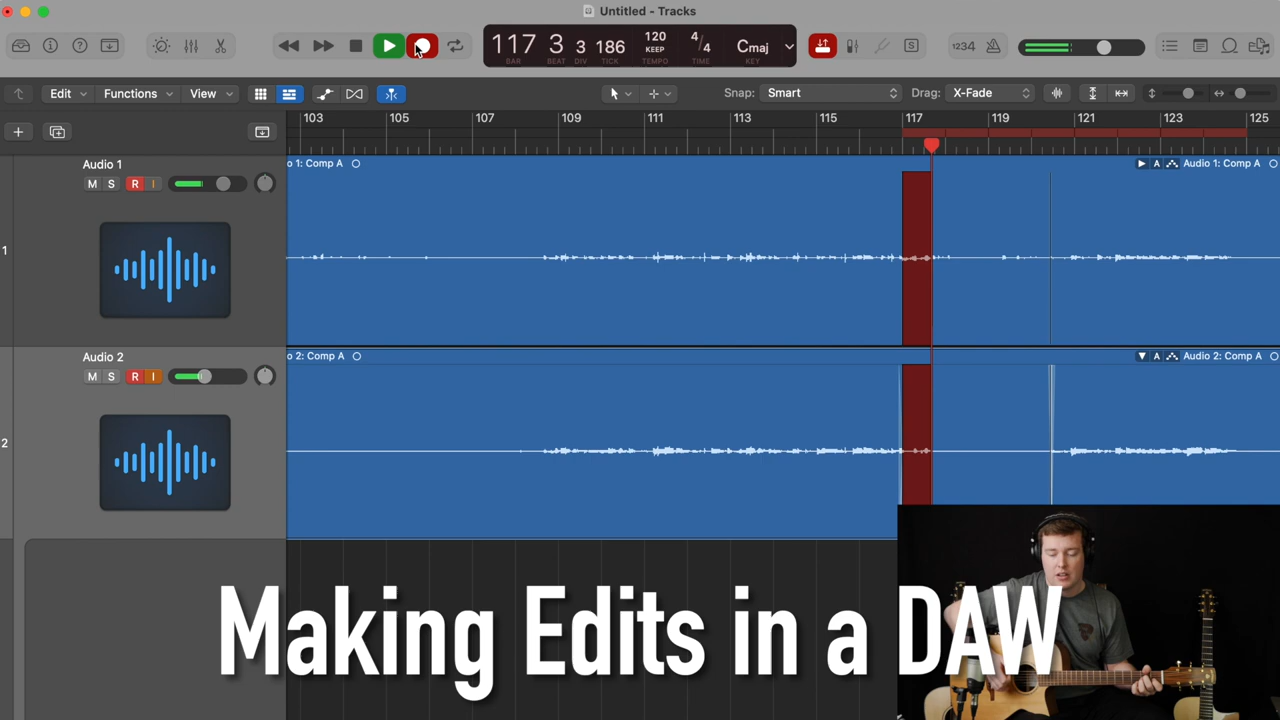 Untitled - Tracks
117 3 3 186
BAR BEAT DIV TICK
120
KEEP
TEMPO
4/4
TIME
Cmaj
KEY
S
1234
Edit Functions View
Snap: Smart
Drag: X-Fade
103 105 107 109 111 113 115 117 119 121 123 125
Audio 1
M S R I
1
o 1: Comp A
A Audio 1: Comp A
Audio 2
M S R I
2
o 2: Comp A
A Audio 2: Comp A
Making Edits in a DAW